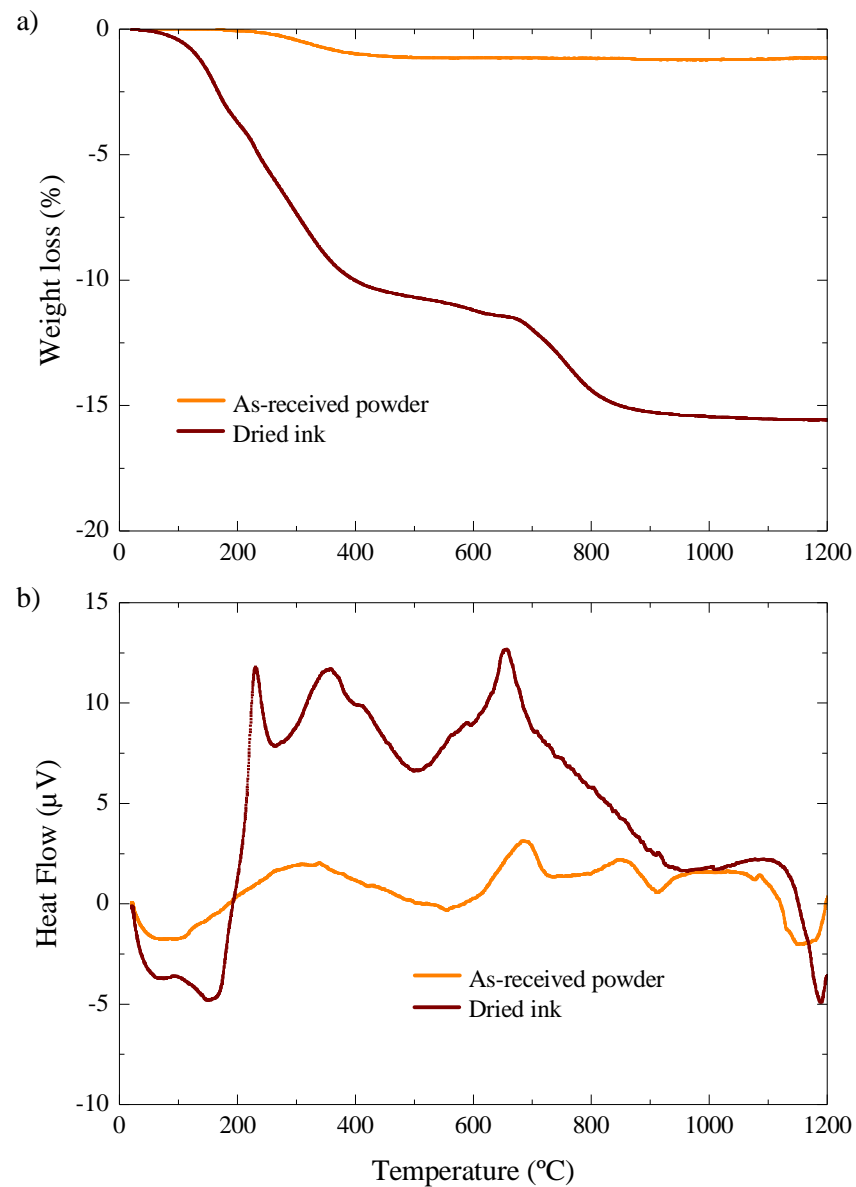 a)
0
-5
-10
-15
-20
Weight loss (%)
As-received powder
Dried ink
0 200 400 600 800 1000 1200
b)
15
10
5
0
-5
-10
Heat Flow (µ V)
As-received powder
Dried ink
0 200 400 600 800 1000 1200
Temperature (ºC)